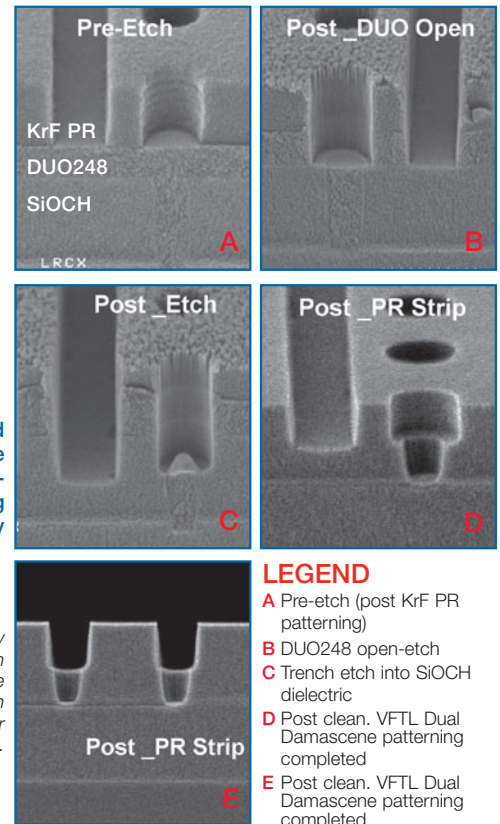 Pre-Etch
KrF PR
DUO248
SiOCH
LRCX
A
Post _DUO Open
B
Post _Etch
C
Post _PR Strip
D
Post _PR Strip
E
LEGEND
A Pre-etch (post KrF PR
patterning)
B DUO248 open-etch
C Trench etch into SiOCH
dielectric
D Post clean. VFTL Dual
Damascene patterning
completed
E Post clean. VFTL Dual
Damascene patterning
completed